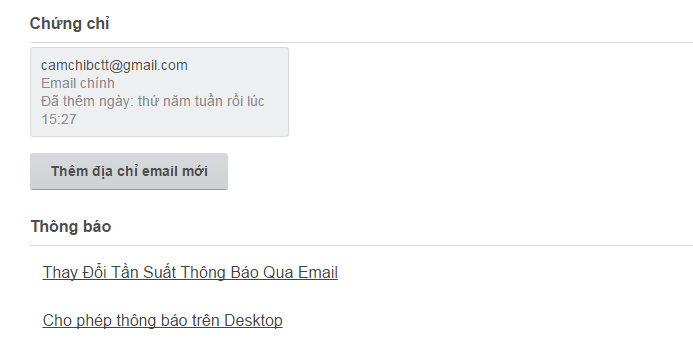 Chứng chỉ
camchibctt@gmail.com
Email chính
Đã thêm ngày: thứ năm tuần rồi lúc
15:27
Thêm địa chỉ email mới
Thông báo
Thay Đổi Tần Suất Thông Báo Qua Email
Cho phép thông báo trên Desktop